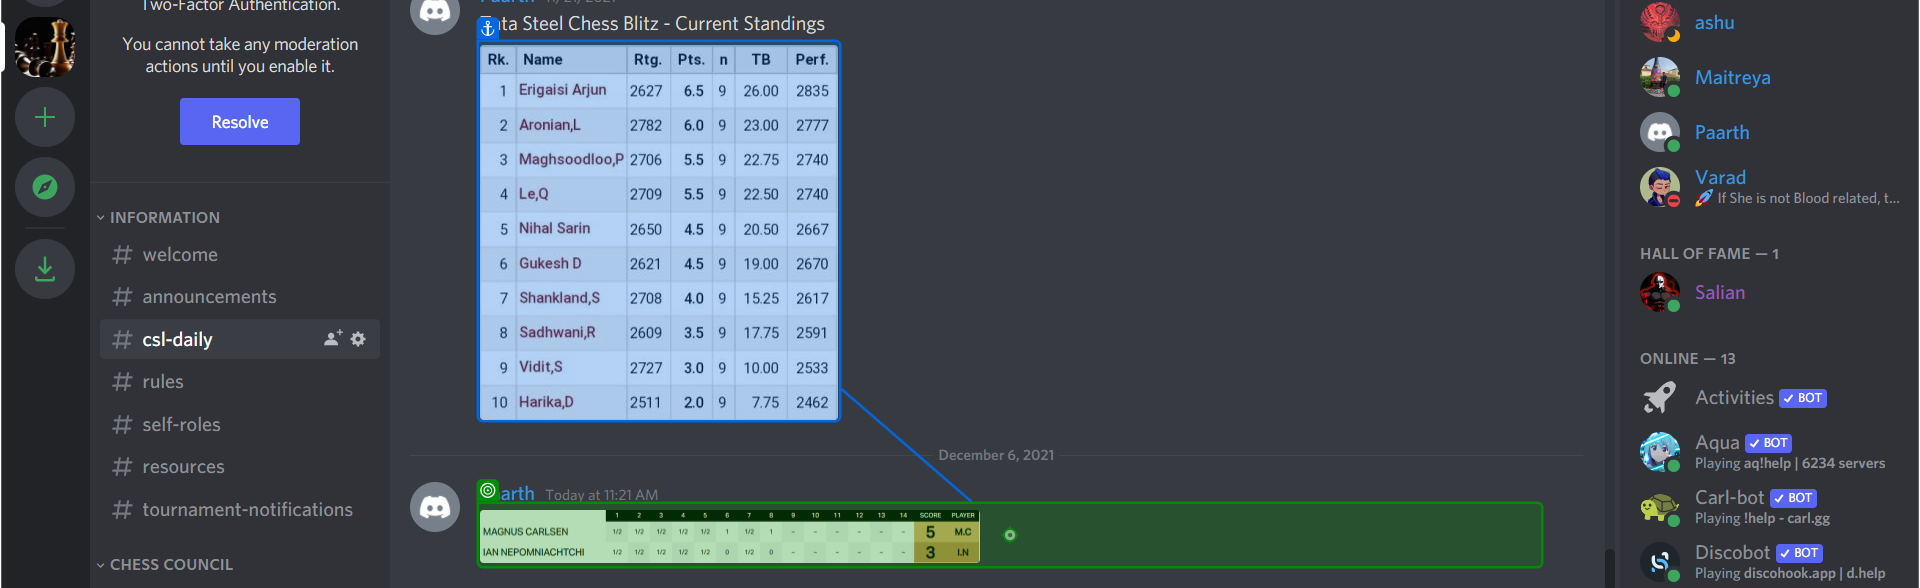 Two-Factor Authentication.
You cannot take any moderation
actions until you enable it.
Resolve
INFORMATION
# welcome
# announcements
# csl-daily
# rules
# self-roles
# resources
# tournament-notifications
CHESS COUNCIL
Steel Chess Blitz - Current Standings
Rk. Name Rtg. Pts. n TB Perf.
1 Erigaisi Arjun 2627 6.5 9 26.00 2835
2 Aronian,L 2782 6.0 9 23.00 2777
3 Maghsoodloo,P 2706 5.5 9 22.75 2740
4 Le,Q 2709 5.5 9 22.50 2740
5 Nihal Sarin 2650 4.5 9 20.50 2667
6 Gukesh D 2621 4.5 9 19.00 2670
7 Shankland,S 2708 4.0 9 15.25 2617
8 Sadhwani,R 2609 3.5 9 17.75 2591
9 Vidit,S 2727 3.0 9 10.00 2533
10 Harika,D 2511 2.0 9 7.75 2462
December 6, 2021
arth Today at 11:21 AM
1 2 3 4 5 6 7 8 9 10 11 12 13 14 SCORE PLAYER
MAGNUS CARLSEN 1/2 1/2 1/2 1/2 1/2 1 1/2 1 - - - - - - 5 M.C
IAN NEPOMNIACHTCHI 1/2 1/2 1/2 1/2 1/2 0 1/2 0 - - - - - - 3 I.N
ashu
Maitreya
Paarth
Varad
If She is not Blood related, t...
HALL OF FAME — 1
Salian
ONLINE — 13
Activities ✓ BOT
Aqua ✓ BOT
Playing aq!help | 6234 servers
Carl-bot ✓ BOT
Playing !help - carl.gg
Discobot ✓ BOT
Playing discohook.app | d.help